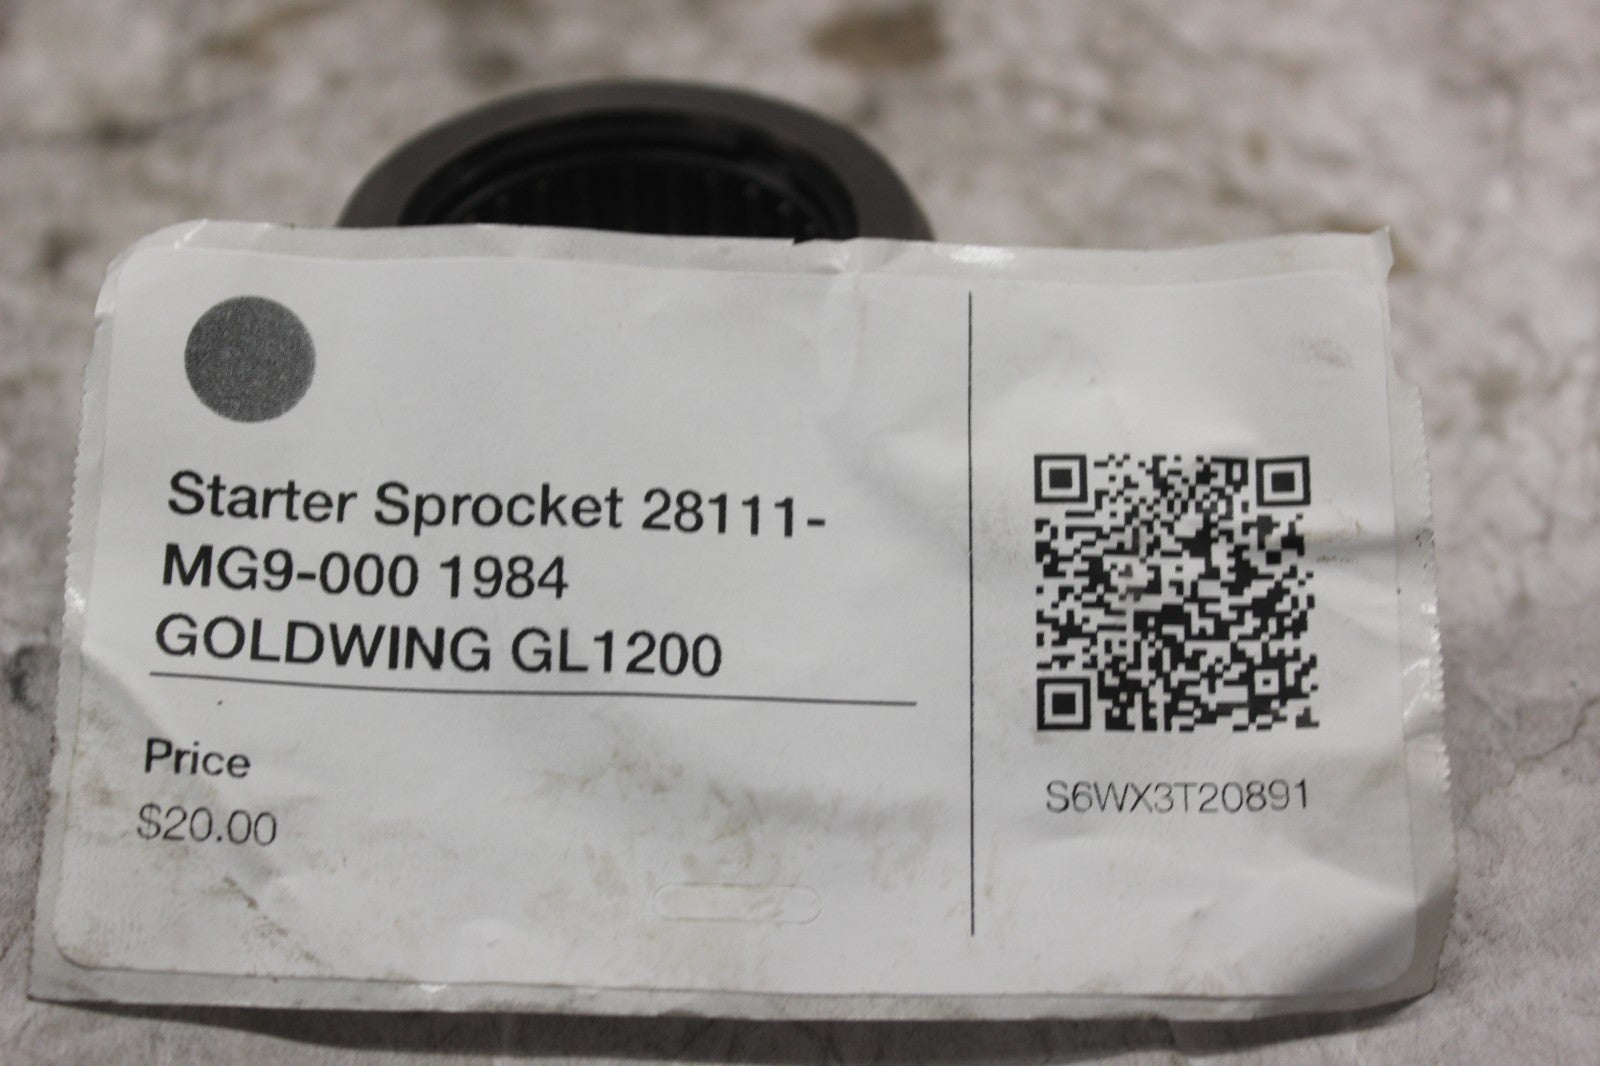 Starter Sprocket 28111-
MG9-000 1984
GOLDWING GL1200
Price
$20.00
S6WX3T20891